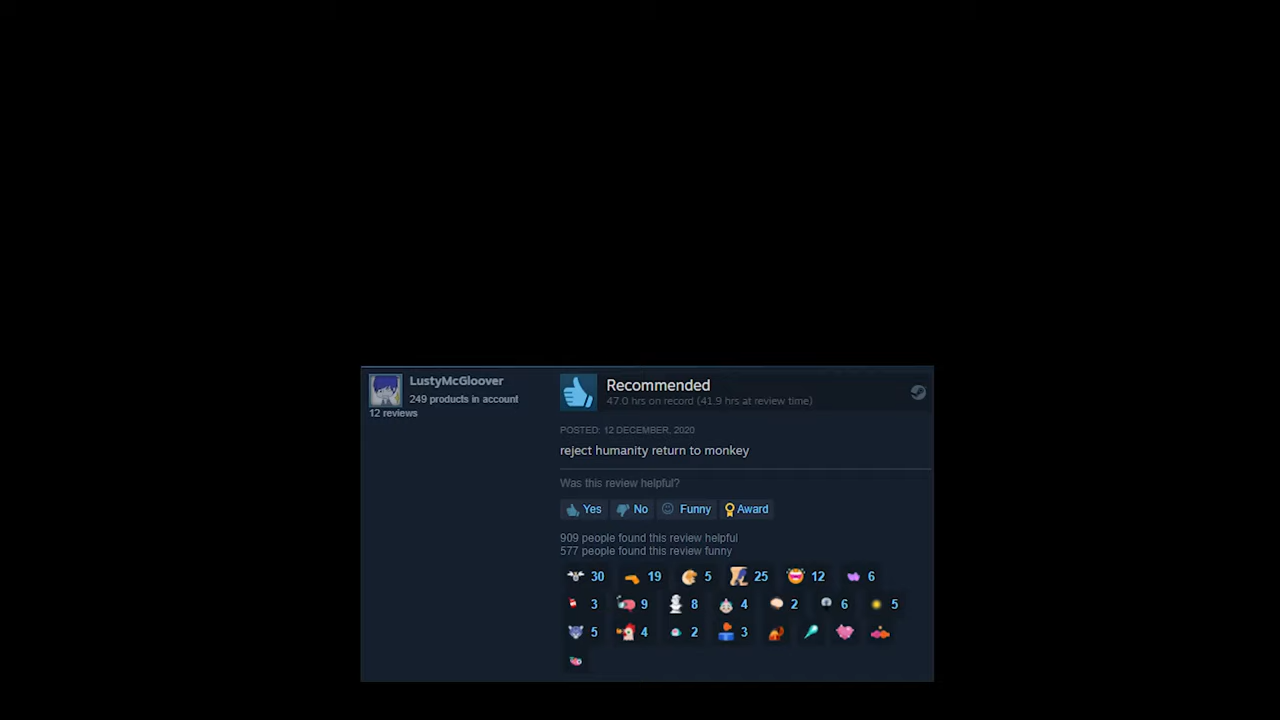 LustyMcGloover
249 products in account
12 reviews
Recommended
47.0 hrs on record (41.9 hrs at review time)
POSTED: 12 DECEMBER, 2020
reject humanity return to monkey
Was this review helpful?
Yes No Funny Award
909 people found this review helpful
577 people found this review funny
30 19 5 25 12 6
3 9 8 4 2 6 5
5 4 2 3